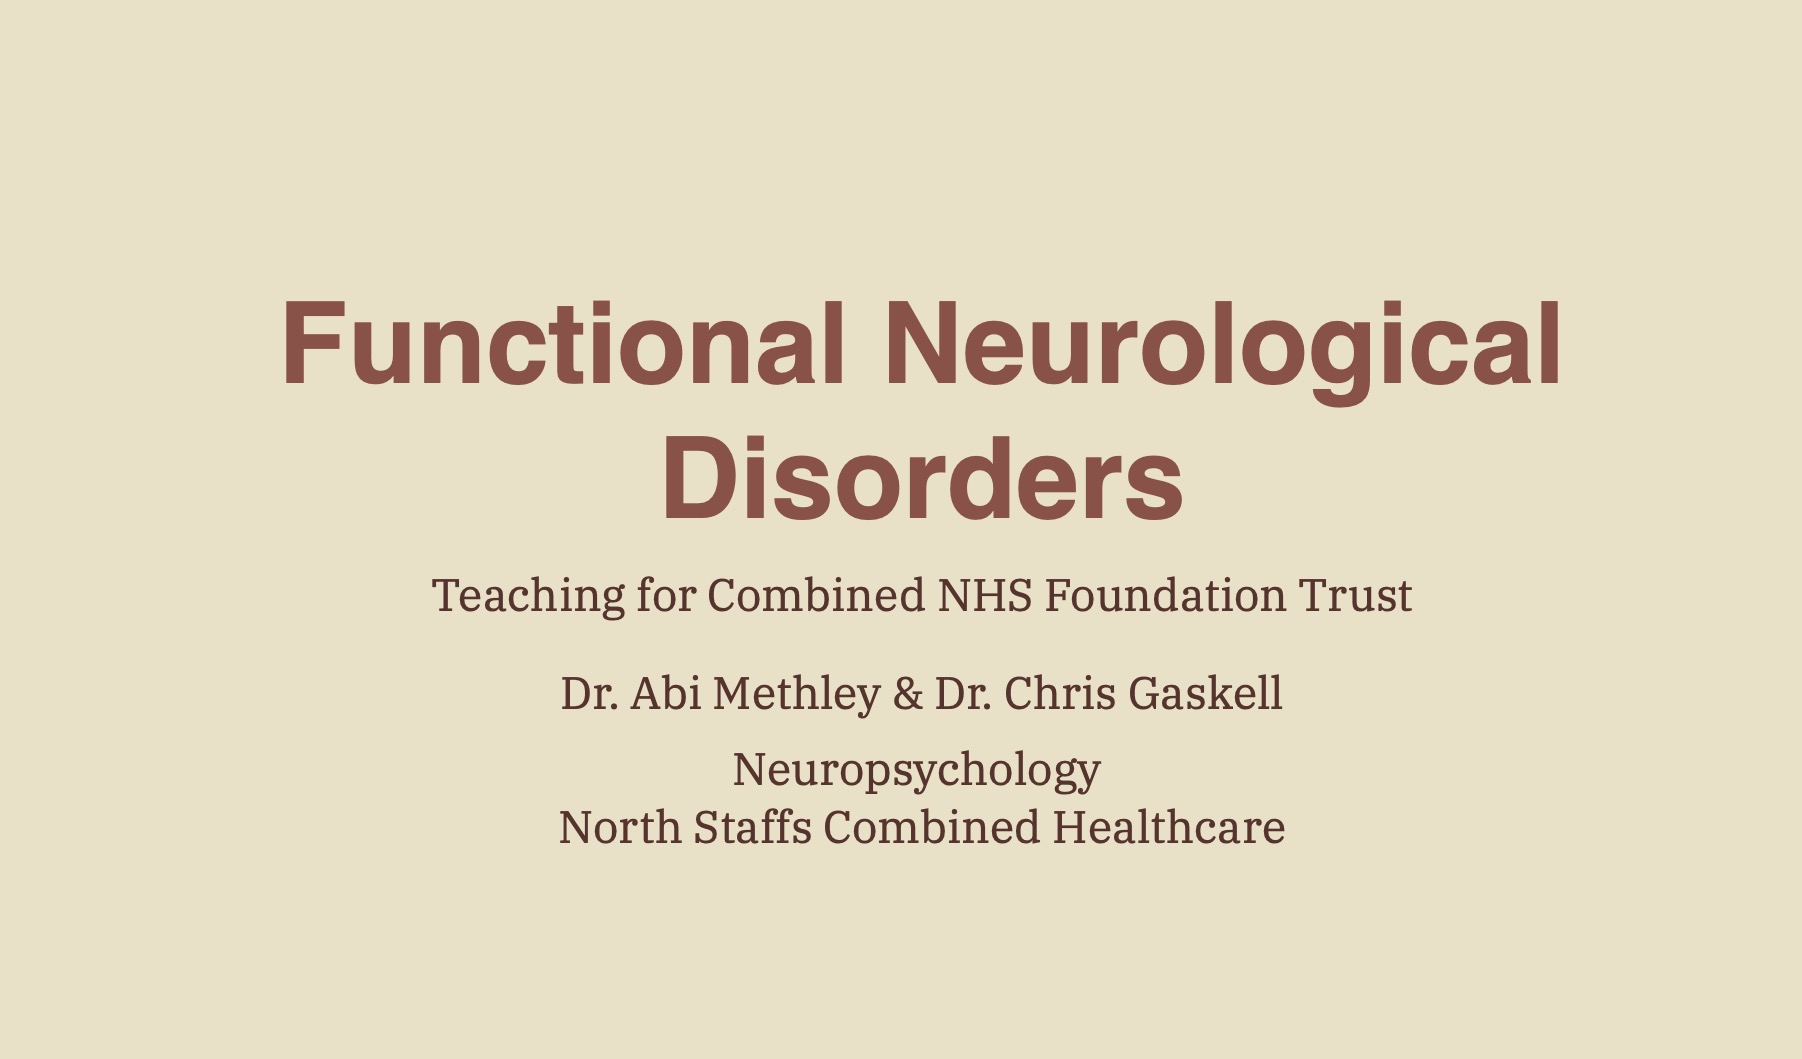 Functional Neurological
Disorders
Teaching for Combined NHS Foundation Trust
Dr. Abi Methley & Dr. Chris Gaskell
Neuropsychology
North Staffs Combined Healthcare